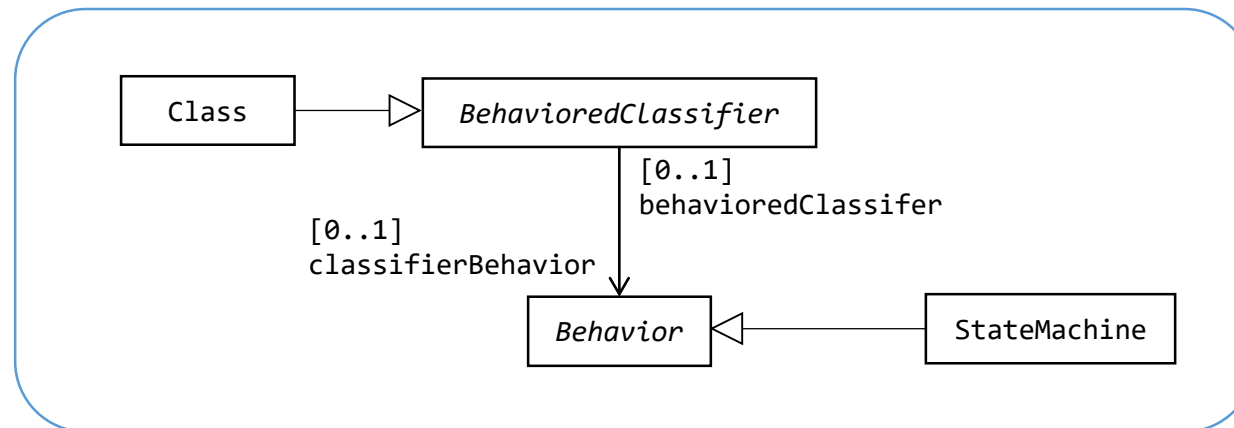 Class
BehavioredClassifier
[0..1]
behavioredClassifer
[0..1]
classifierBehavior
Behavior
StateMachine